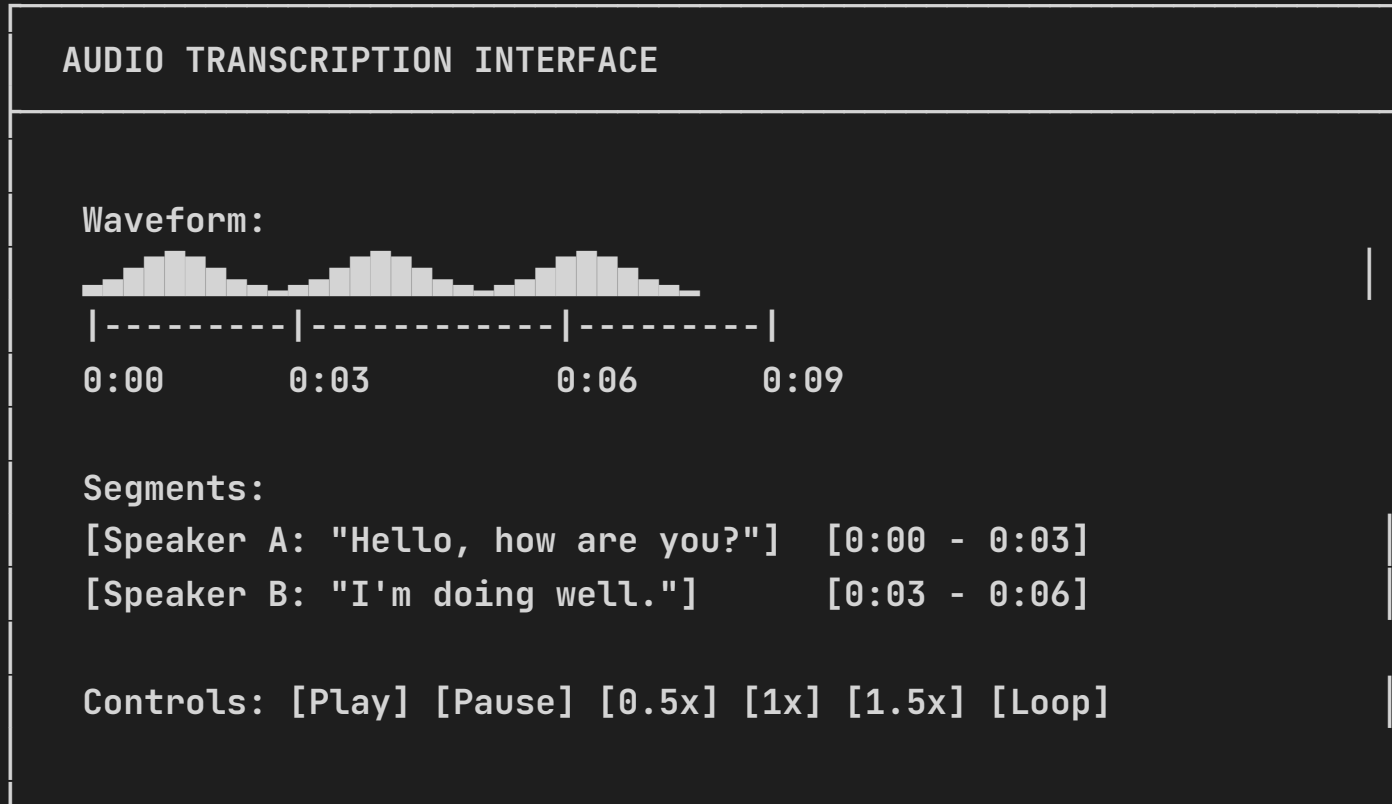 AUDIO TRANSCRIPTION INTERFACE
Waveform:
|---------|------------|---------|
0:00 0:03 0:06 0:09
Segments:
[Speaker A: "Hello, how are you?"] [0:00 - 0:03]
[Speaker B: "I'm doing well."] [0:03 - 0:06]
Controls: [Play] [Pause] [0.5x] [1x] [1.5x] [Loop]